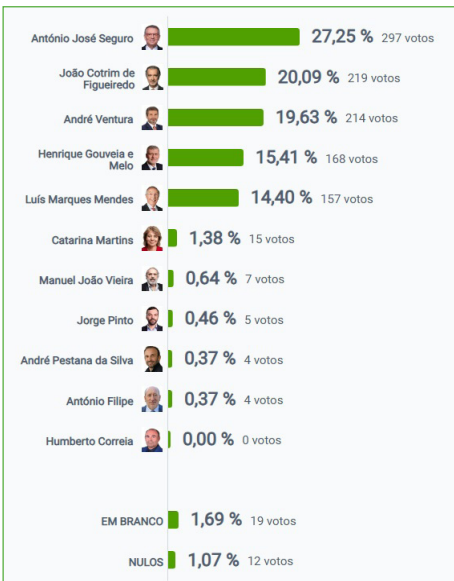 António José Seguro 27,25 % 297 votos
João Cotrim de
Figueiredo 20,09 % 219 votos
André Ventura 19,63 % 214 votos
Henrique Gouveia e
Melo 15,41 % 168 votos
Luís Marques Mendes 14,40 % 157 votos
Catarina Martins 1,38 % 15 votos
Manuel João Vieira 0,64 % 7 votos
Jorge Pinto 0,46 % 5 votos
André Pestana da Silva 0,37 % 4 votos
António Filipe 0,37 % 4 votos
Humberto Correia 0,00 % 0 votos
EM BRANCO 1,69 % 19 votos
NULOS 1,07 % 12 votos